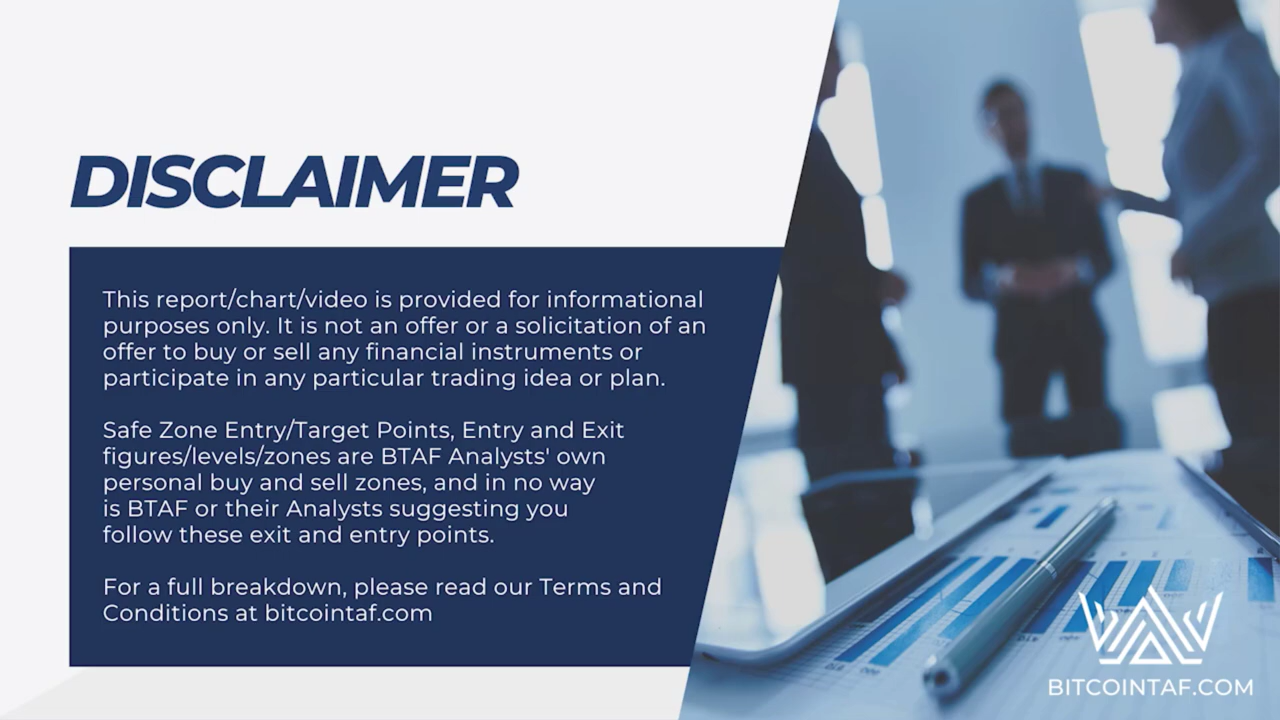 DISCLAIMER
This report/chart/video is provided for informational
purposes only. It is not an offer or a solicitation of an
offer to buy or sell any financial instruments or
participate in any particular trading idea or plan.
Safe Zone Entry/Target Points, Entry and Exit
figures/levels/zones are BTAF Analysts' own
personal buy and sell zones, and in no way
is BTAF or their Analysts suggesting you
follow these exit and entry points.
For a full breakdown, please read our Terms and
Conditions at bitcointaf.com
BITCOINTAF.COM